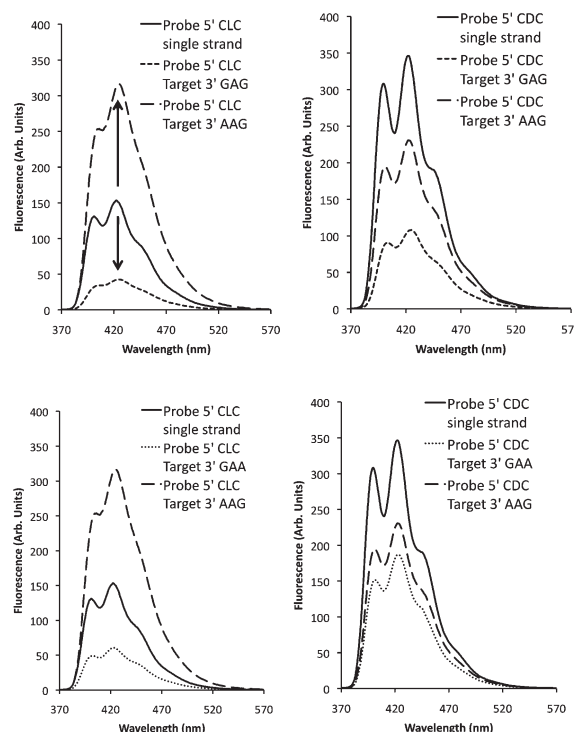 Probe 5' CLC
single strand
Probe 5' CLC
Target 3' GAG
Probe 5' CLC
Target 3' AAG
400
350
300
250
200
150
100
50
0
370 420 470 520 570
Fluorescence (Arb. Units)
Wavelength (nm)
Probe 5' CDC
single strand
Probe 5' CDC
Target 3' GAG
Probe 5' CDC
Target 3' AAG
400
350
300
250
200
150
100
50
0
370 420 470 520 57
Fluorescence (Arb. Units)
Wavelength (nm)
Probe 5' CLC
single strand
Probe 5' CLC
Target 3' GAA
Probe 5' CLC
Target 3' AAG
400
350
300
250
200
150
100
50
0
370 420 470 520 570
Fluorescence (Arb. Units)
Wavelength (nm)
Probe 5' CDC
single strand
Probe 5' CDC
Target 3' GAA
Probe 5' CDC
Target 3' AAG
400
350
300
250
200
150
100
50
0
370 420 470 520 570
Fluorescence (Arb. Units)
Wavelength (nm)